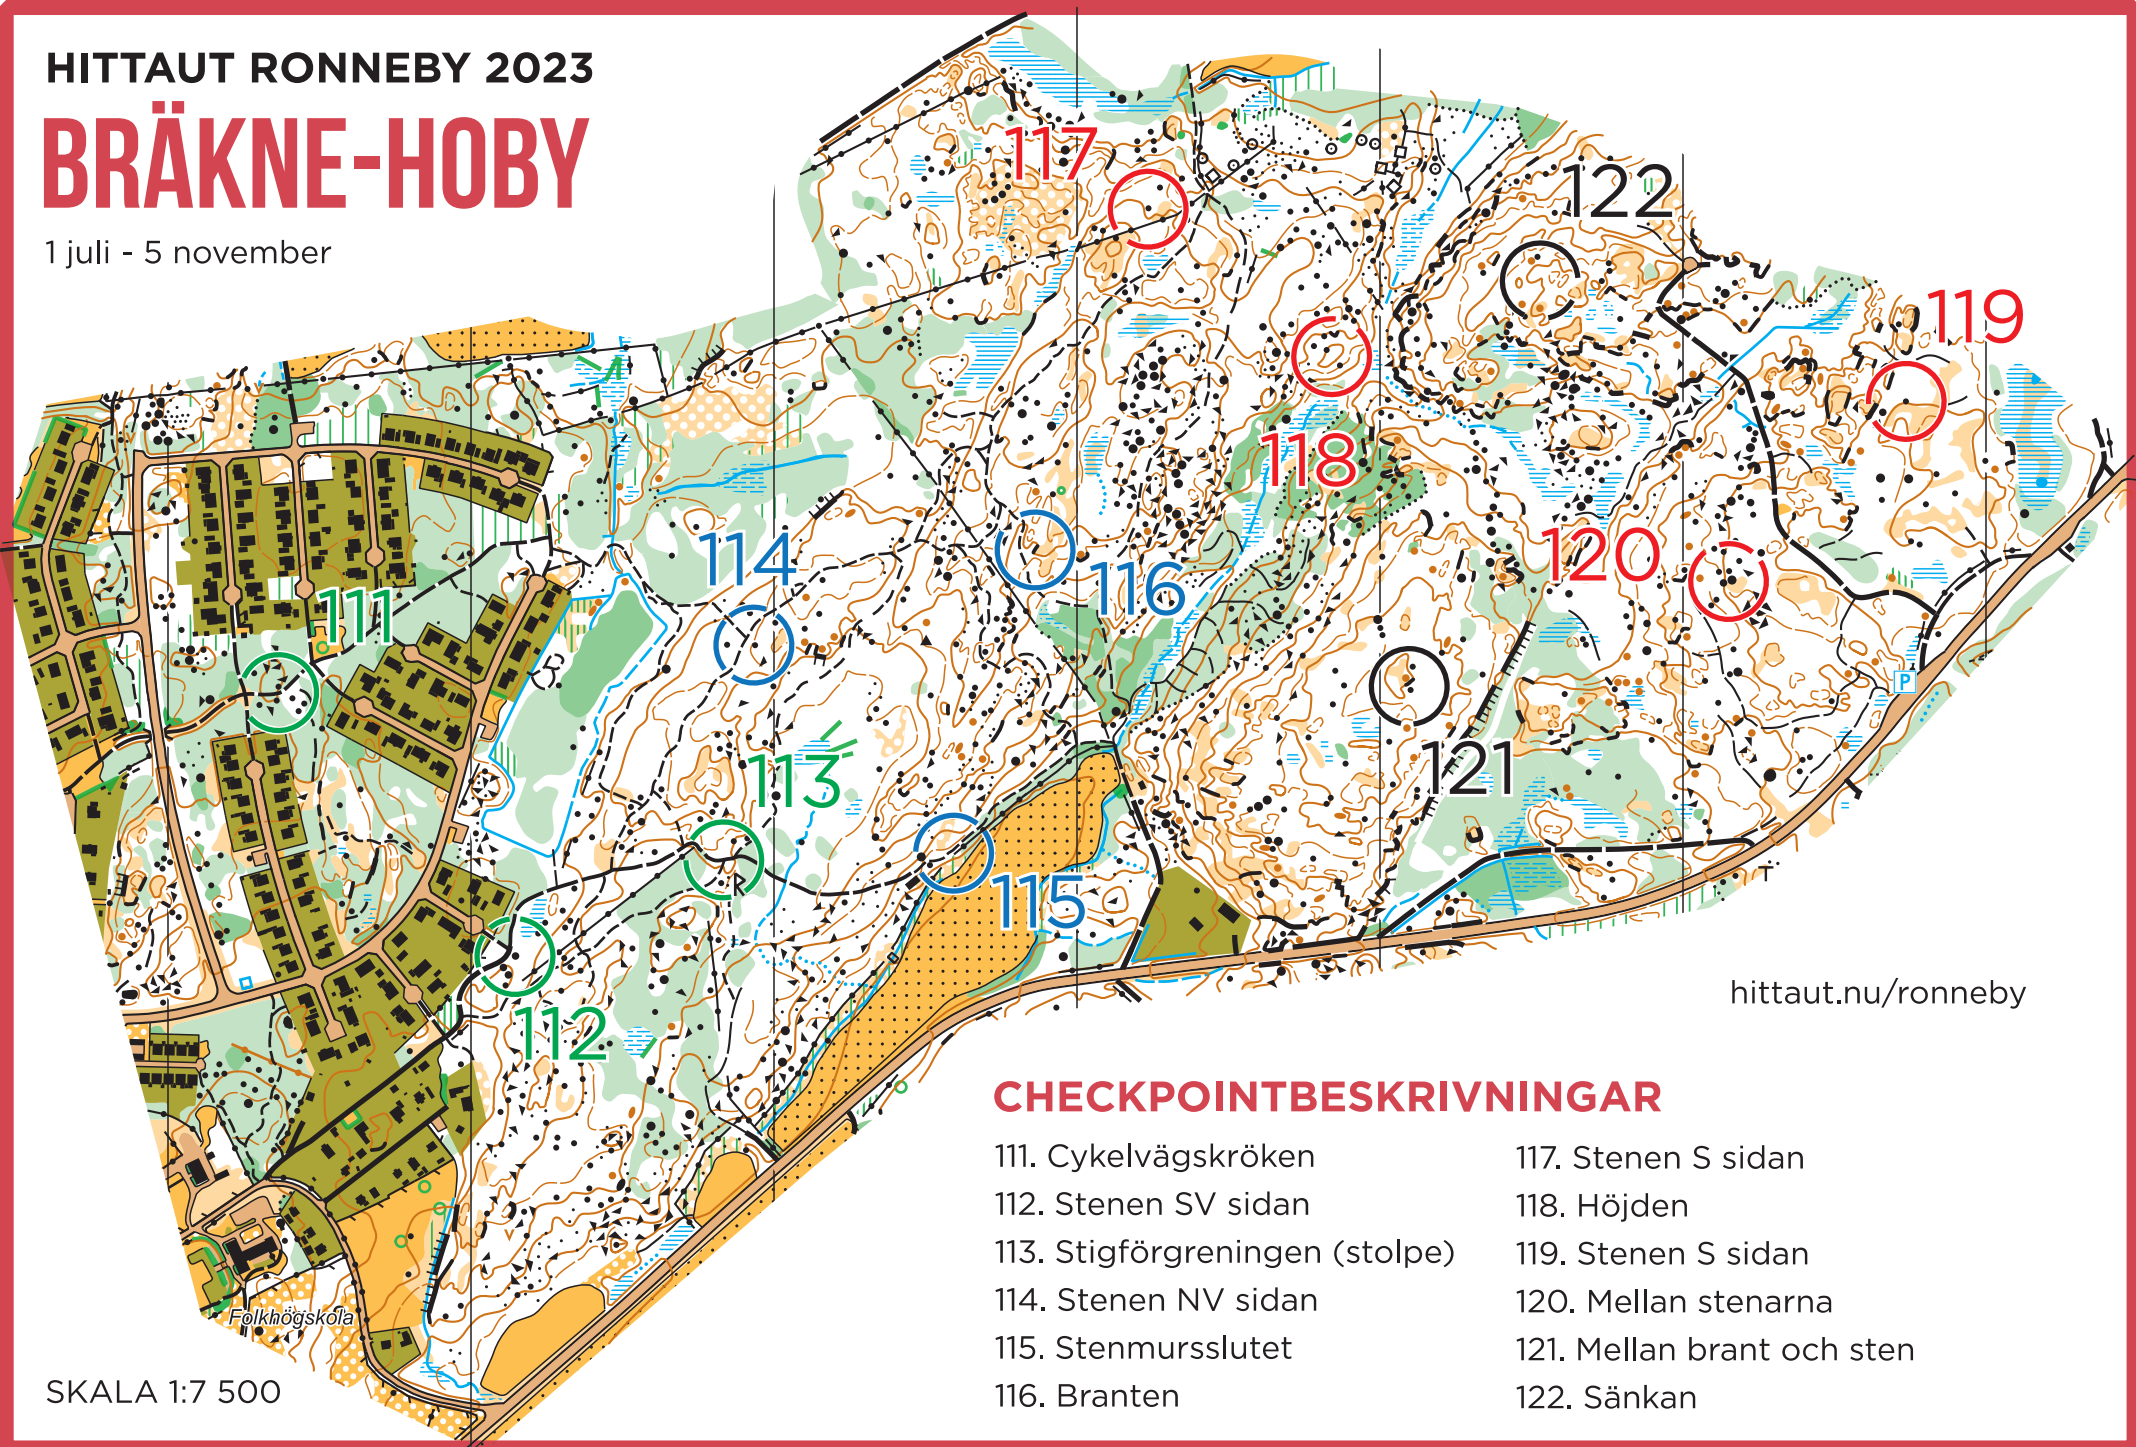 HITTAUT RONNEBY 2023
BRÄKNE-HOBY
1 juli - 5 november
117
122
119
118
114
116
120
111
121
113
115
112
P
T
hittaut.nu/ronneby
Folkhögskola
SKALA 1:7 500
CHECKPOINTBESKRIVNINGAR
111. Cykelvägskröken
112. Stenen SV sidan
113. Stigförgreningen (stolpe)
114. Stenen NV sidan
115. Stenmursslutet
116. Branten
117. Stenen S sidan
118. Höjden
119. Stenen S sidan
120. Mellan stenarna
121. Mellan brant och sten
122. Sänkan